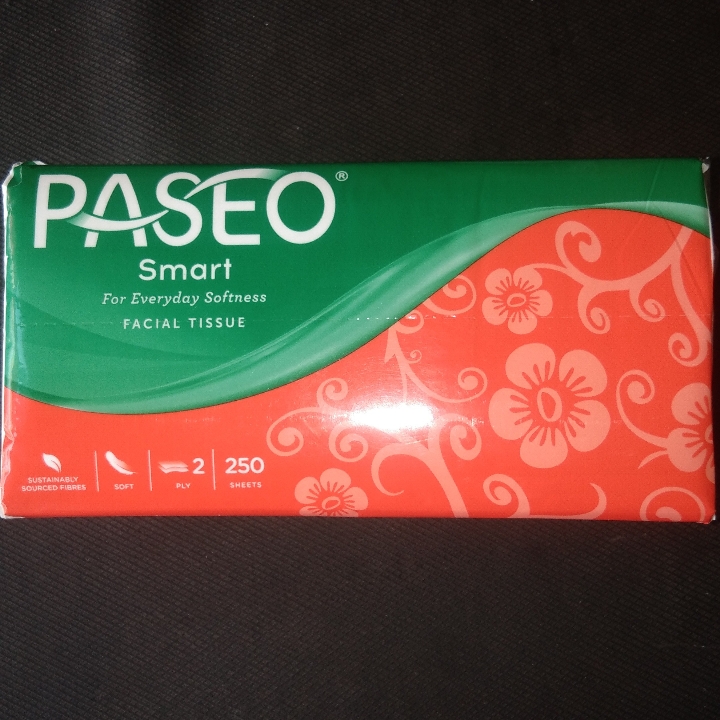 PASEO®
Smart
For Everyday Softness
FACIAL TISSUE
SUSTAINABLY
SOURCED FIBRES
SOFT
2
PLY
250
SHEETS